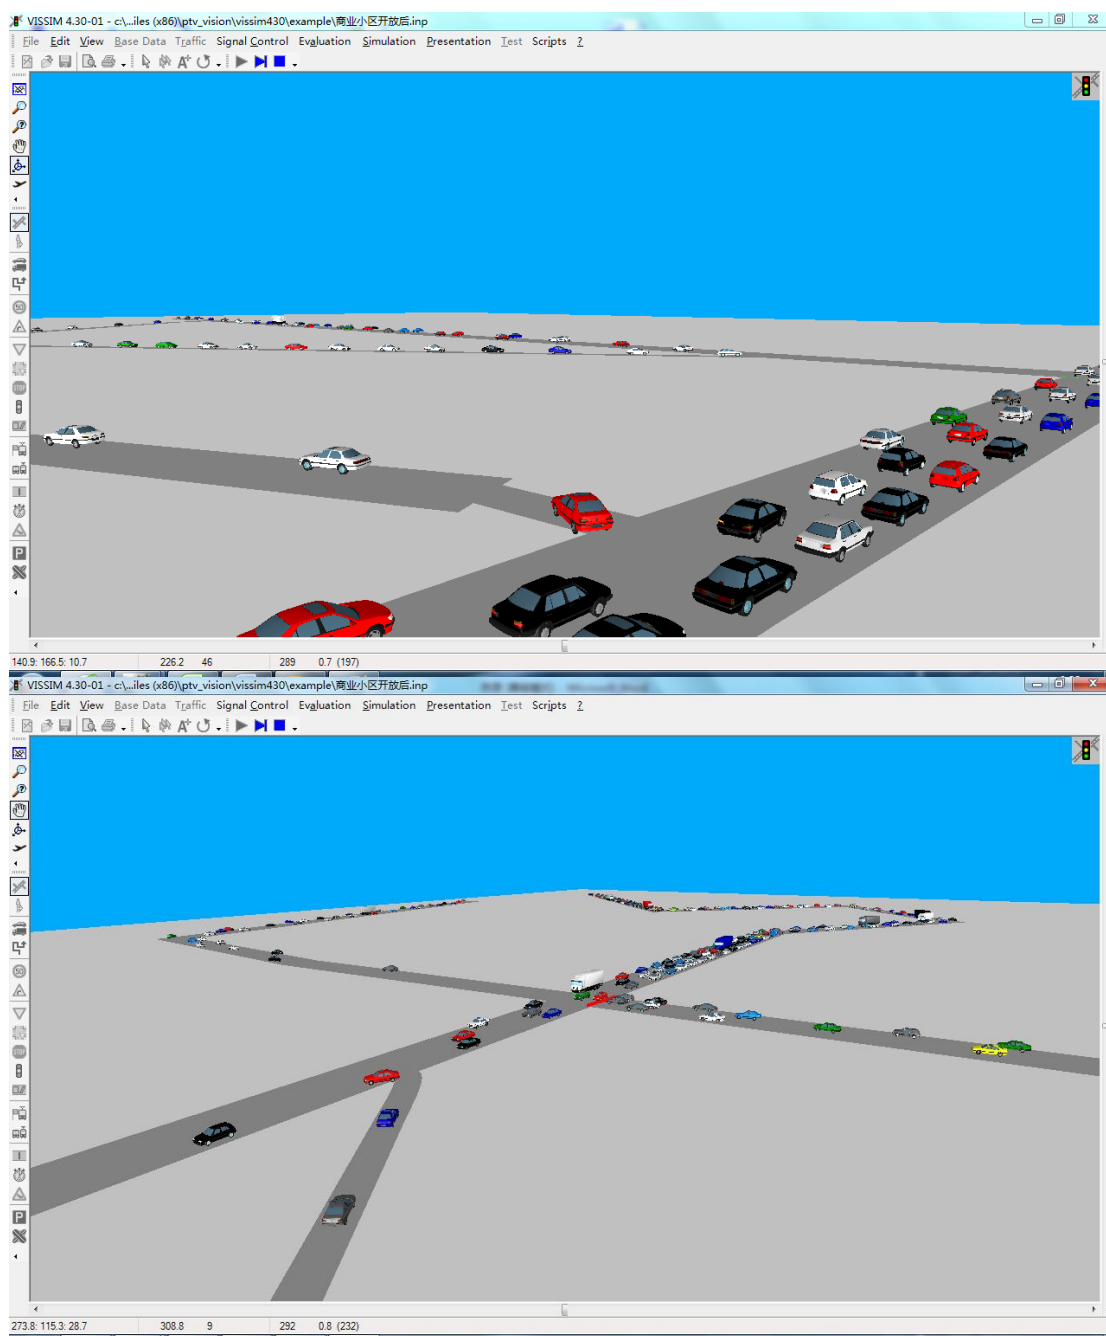 VISSIM 4.30-01 - c:\...iles (x86)\ptv_vision\vissim430\example\商业小区开放后.inp
File Edit View Base Data Traffic Signal Control Evaluation Simulation Presentation Test Scripts ?
50
STOP
P
140.9: 166.5: 10.7 226.2 46 289 0.7 (197)
VISSIM 4.30-01 - c:\...iles (x86)\ptv_vision\vissim430\example\商业小区开放后.inp
File Edit View Base Data Traffic Signal Control Evaluation Simulation Presentation Test Scripts ?
50
STOP
P
273.8: 115.3: 28.7 308.8 9 292 0.8 (232)